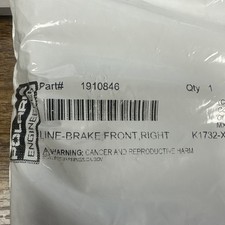 Part# 1910846 Qty 1
LINE-BRAKE FRONT,RIGHT K1732-X
WARNING: CANCER AND REPRODUCTIVE HARM
POLARIS
ENGINEERED